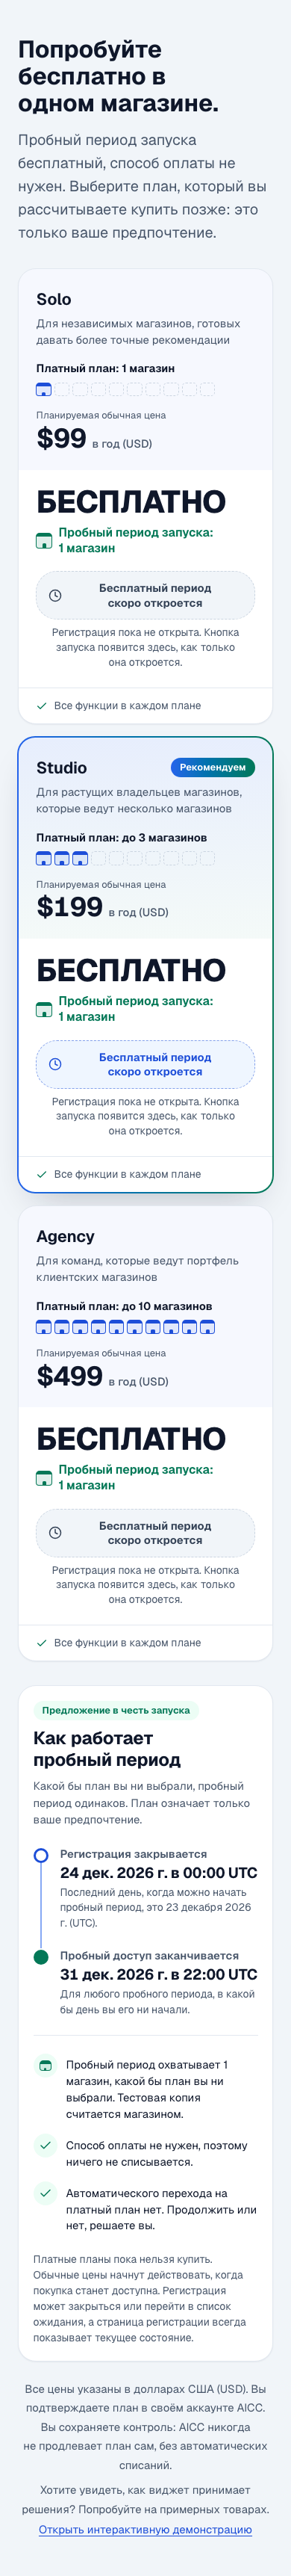 Попробуйте
бесплатно в
одном магазине.
Пробный период запуска
бесплатный, способ оплаты не
нужен. Выберите план, который вы
рассчитываете купить позже: это
только ваше предпочтение.
Solo
Для независимых магазинов, готовых
давать более точные рекомендации
Платный план: 1 магазин
Планируемая обычная цена
$99 в год (USD)
БЕСПЛАТНО
Пробный период запуска:
1 магазин
Бесплатный период
скоро откроется
Регистрация пока не открыта. Кнопка
запуска появится здесь, как только
она откроется.
Все функции в каждом плане
Studio
Рекомендуем
Для растущих владельцев магазинов,
которые ведут несколько магазинов
Платный план: до 3 магазинов
Планируемая обычная цена
$199 в год (USD)
БЕСПЛАТНО
Пробный период запуска:
1 магазин
Бесплатный период
скоро откроется
Регистрация пока не открыта. Кнопка
запуска появится здесь, как только
она откроется.
Все функции в каждом плане
Agency
Для команд, которые ведут портфель
клиентских магазинов
Платный план: до 10 магазинов
Планируемая обычная цена
$499 в год (USD)
БЕСПЛАТНО
Пробный период запуска:
1 магазин
Бесплатный период
скоро откроется
Регистрация пока не открыта. Кнопка
запуска появится здесь, как только
она откроется.
Все функции в каждом плане
Предложение в честь запуска
Как работает
пробный период
Какой бы план вы ни выбрали, пробный
период одинаков. План означает только
ваше предпочтение.
Регистрация закрывается
24 дек. 2026 г. в 00:00 UTC
Последний день, когда можно начать
пробный период, это 23 декабря 2026
г. (UTC).
Пробный доступ заканчивается
31 дек. 2026 г. в 22:00 UTC
Для любого пробного периода, в какой
бы день вы его ни начали.
Пробный период охватывает 1
магазин, какой бы план вы ни
выбрали. Тестовая копия
считается магазином.
Способ оплаты не нужен, поэтому
ничего не списывается.
Автоматического перехода на
платный план нет. Продолжить или
нет, решаете вы.
Платные планы пока нельзя купить.
Обычные цены начнут действовать, когда
покупка станет доступна. Регистрация
может закрыться или перейти в список
ожидания, а страница регистрации всегда
показывает текущее состояние.
Все цены указаны в долларах США (USD). Вы
подтверждаете план в своём аккаунте AICC.
Вы сохраняете контроль: AICC никогда
не продлевает план сам, без автоматических
списаний.
Хотите увидеть, как виджет принимает
решения? Попробуйте на примерных товарах.
Открыть интерактивную демонстрацию